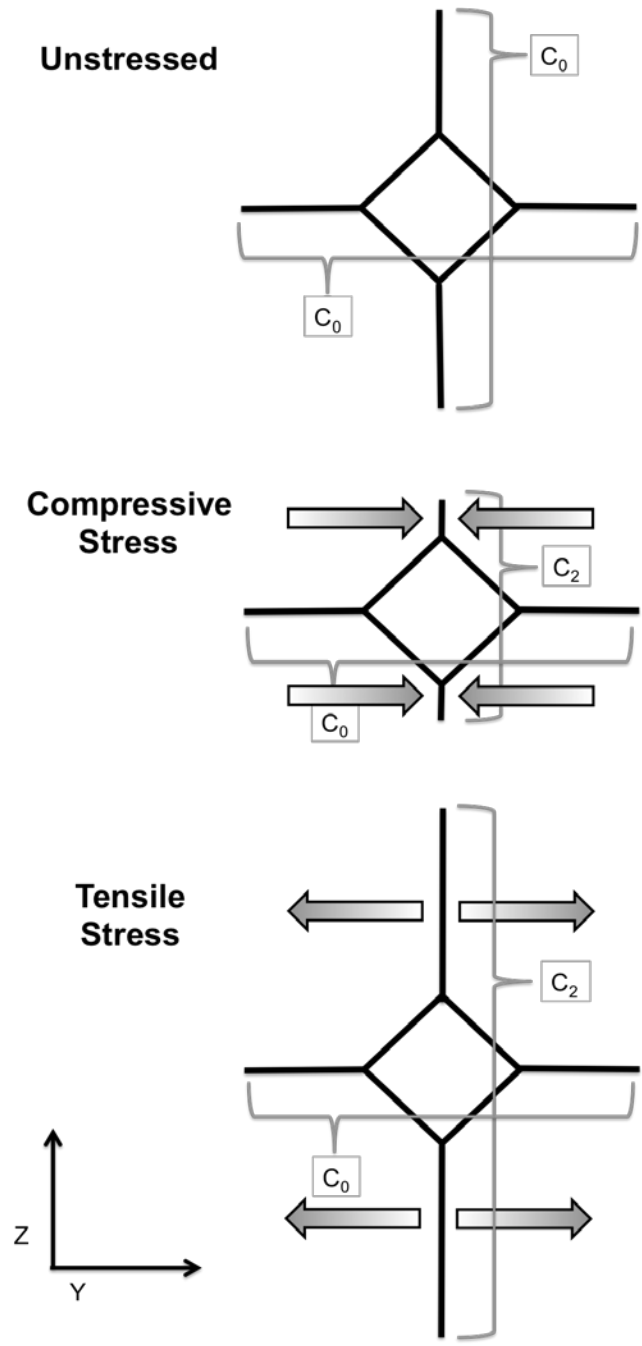 Unstressed
C₀
C₀
Compressive
Stress
C₂
C₀
Tensile
Stress
C₂
C₀
Z
Y